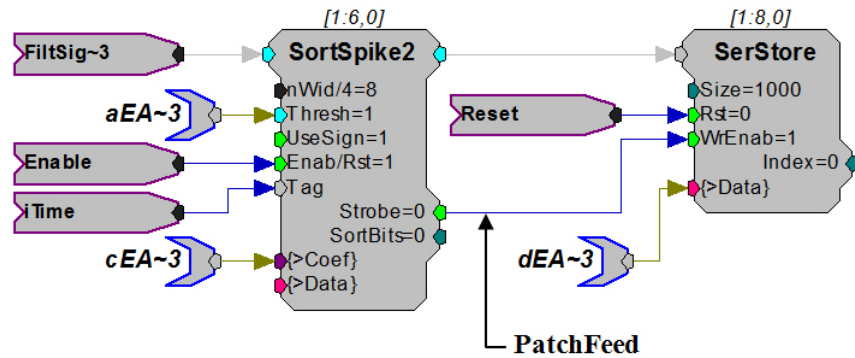 [1:6,0]
[1:8,0]
FiltSig~3
SortSpike2
SerStore
nWid/4=8
Size=1000
aEA~3
Thresh=1
Reset
Rst=0
UseSign=1
WrEnab=1
Enable
Enab/Rst=1
Index=0
iTime
Tag
{>Data}
Strobe=0
SortBits=0
cEA~3
{>Coef}
dEA~3
{>Data}
PatchFeed